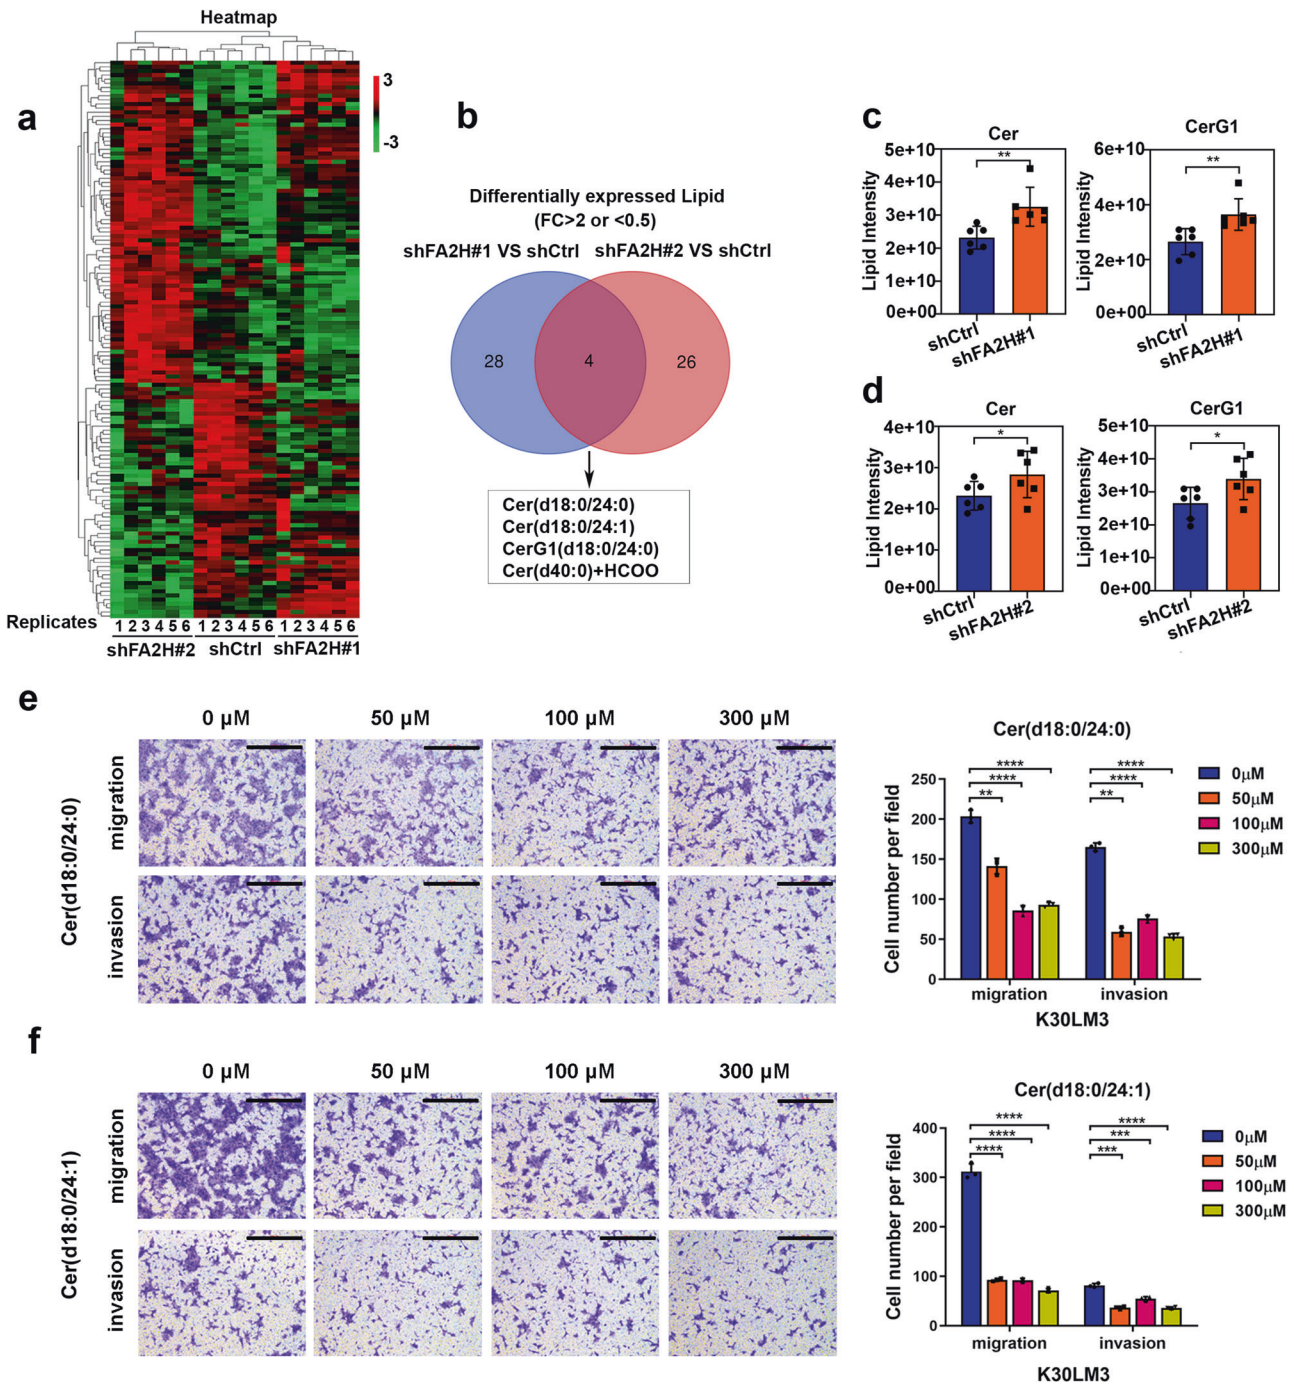 a
Heatmap
3
-3
Replicates
1 2 3 4 5 6 1 2 3 4 5 6 1 2 3 4 5 6
shFA2H#2 shCtrl shFA2H#1
b
Differentially expressed Lipid
(FC>2 or <0.5)
shFA2H#1 VS shCtrl shFA2H#2 VS shCtrl
28 4 26
Cer(d18:0/24:0)
Cer(d18:0/24:1)
CerG1(d18:0/24:0)
Cer(d40:0)+HCOO
c
Cer
Lipid Intensity
5e+10
4e+10
3e+10
2e+10
1e+10
0e+00
**
shCtrl
shFA2H#1
CerG1
Lipid Intensity
6e+10
4e+10
2e+10
0e+00
**
shCtrl
shFA2H#1
d
Cer
Lipid Intensity
4e+10
3e+10
2e+10
1e+10
0e+00
*
shCtrl
shFA2H#2
CerG1
Lipid Intensity
5e+10
4e+10
3e+10
2e+10
1e+10
0e+00
*
shCtrl
shFA2H#2
e
0 µM 50 µM 100 µM 300 µM
Cer(d18:0/24:0)
migration
invasion
Cer(d18:0/24:0)
Cell number per field
250
200
150
100
50
0
**** ****
**** ****
** **
migration invasion
K30LM3
0µM
50µM
100µM
300µM
f
0 µM 50 µM 100 µM 300 µM
Cer(d18:0/24:1)
migration
invasion
Cer(d18:0/24:1)
Cell number per field
400
300
200
100
0
**** ****
**** ***
**** ***
migration invasion
K30LM3
0µM
50µM
100µM
300µM